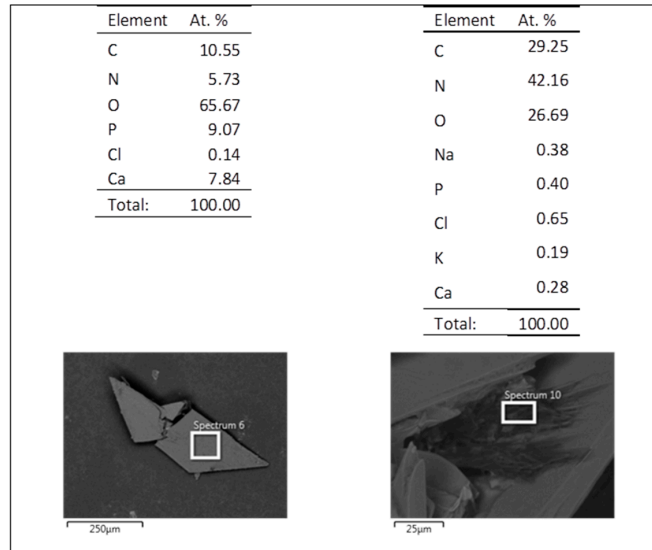 Element At. %
C 10.55
N 5.73
O 65.67
P 9.07
Cl 0.14
Ca 7.84
Total: 100.00
Element At. %
C 29.25
N 42.16
O 26.69
Na 0.38
P 0.40
Cl 0.65
K 0.19
Ca 0.28
Total: 100.00
Spectrum 6
250µm
Spectrum 10
25µm